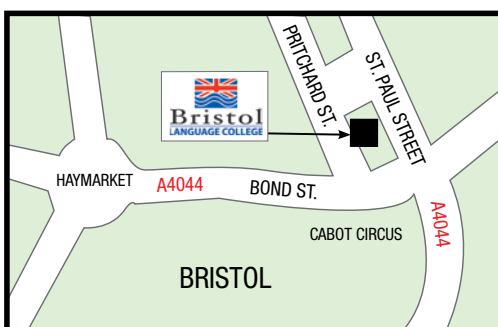 PRITCHARD ST.
ST. PAUL STREET
Bristol
LANGUAGE COLLEGE
HAYMARKET
A4044
BOND ST.
A4044
CABOT CIRCUS
BRISTOL